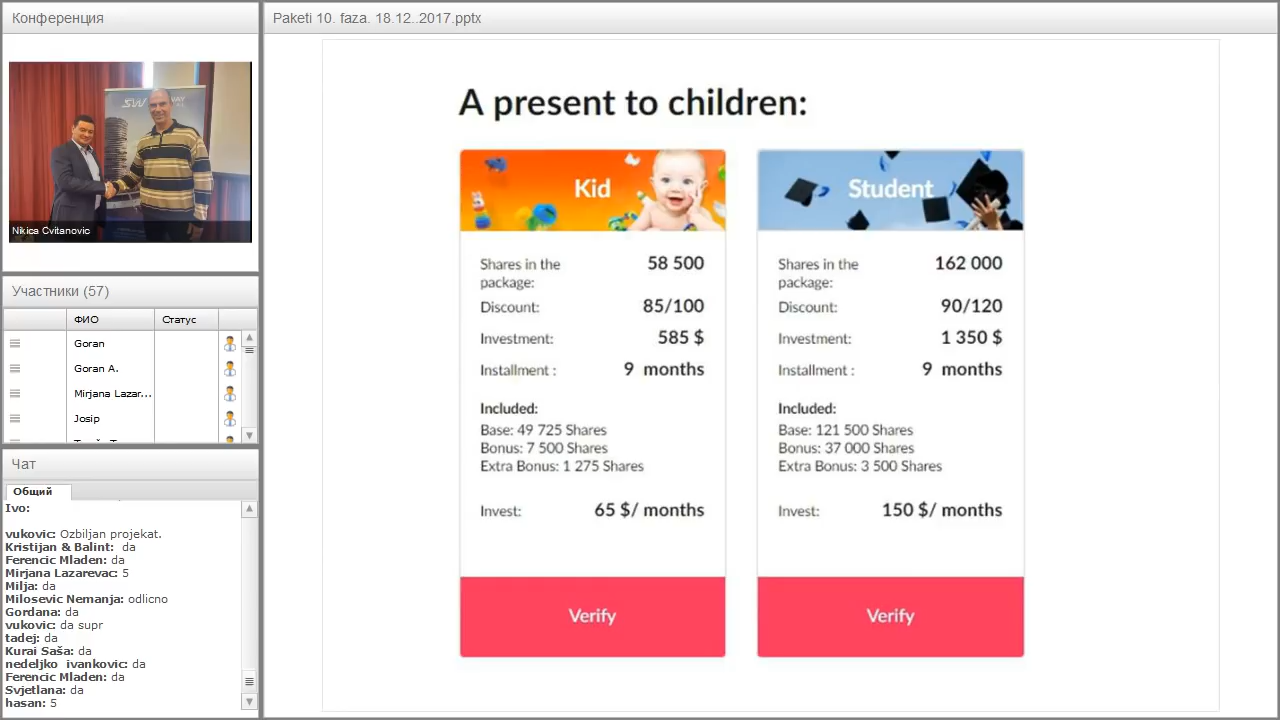 Конференция
Nikica Cvitanovic
Участники (57)
ФИО Статус
Goran
Goran A.
Mirjana Lazar...
Josip
Чат
Общий
Ivo:
vukovic: Ozbiljan projekat.
Kristijan & Balint: da
Ferencic Mladen: da
Mirjana Lazarevac: 5
Milja: da
Milosevic Nemanja: odlicno
Gordana: da
vukovic: da supr
tadej: da
Kurai Saša: da
nedeljko ivankovic: da
Ferencic Mladen: da
Svjetlana: da
hasan: 5
Paketi 10. faza. 18.12..2017.pptx
A present to children:
Kid
Shares in the
package: 58 500
Discount: 85/100
Investment: 585 $
Installment : 9 months
Included:
Base: 49 725 Shares
Bonus: 7 500 Shares
Extra Bonus: 1 275 Shares
Invest: 65 $/ months
Verify
Student
Shares in the
package: 162 000
Discount: 90/120
Investment: 1 350 $
Installment : 9 months
Included:
Base: 121 500 Shares
Bonus: 37 000 Shares
Extra Bonus: 3 500 Shares
Invest: 150 $/ months
Verify